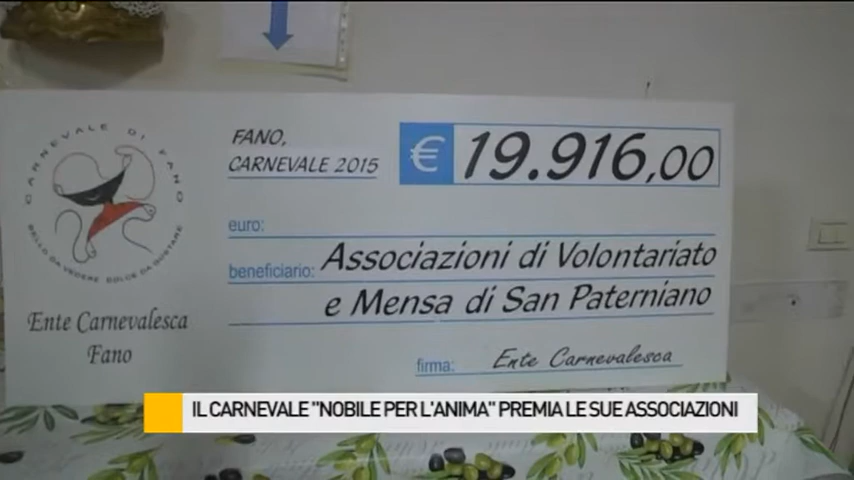 CARNEVALE DI FANO
BELLO DA VEDERE DOLCE DA GUSTARE
Ente Carnevalesca
Fano
FANO,
CARNEVALE 2015
€ 19.916,00
euro:
beneficiario: Associazioni di Volontariato
e Mensa di San Paterniano
firma: Ente Carnevalesca
IL CARNEVALE "NOBILE PER L'ANIMA" PREMIA LE SUE ASSOCIAZIONI